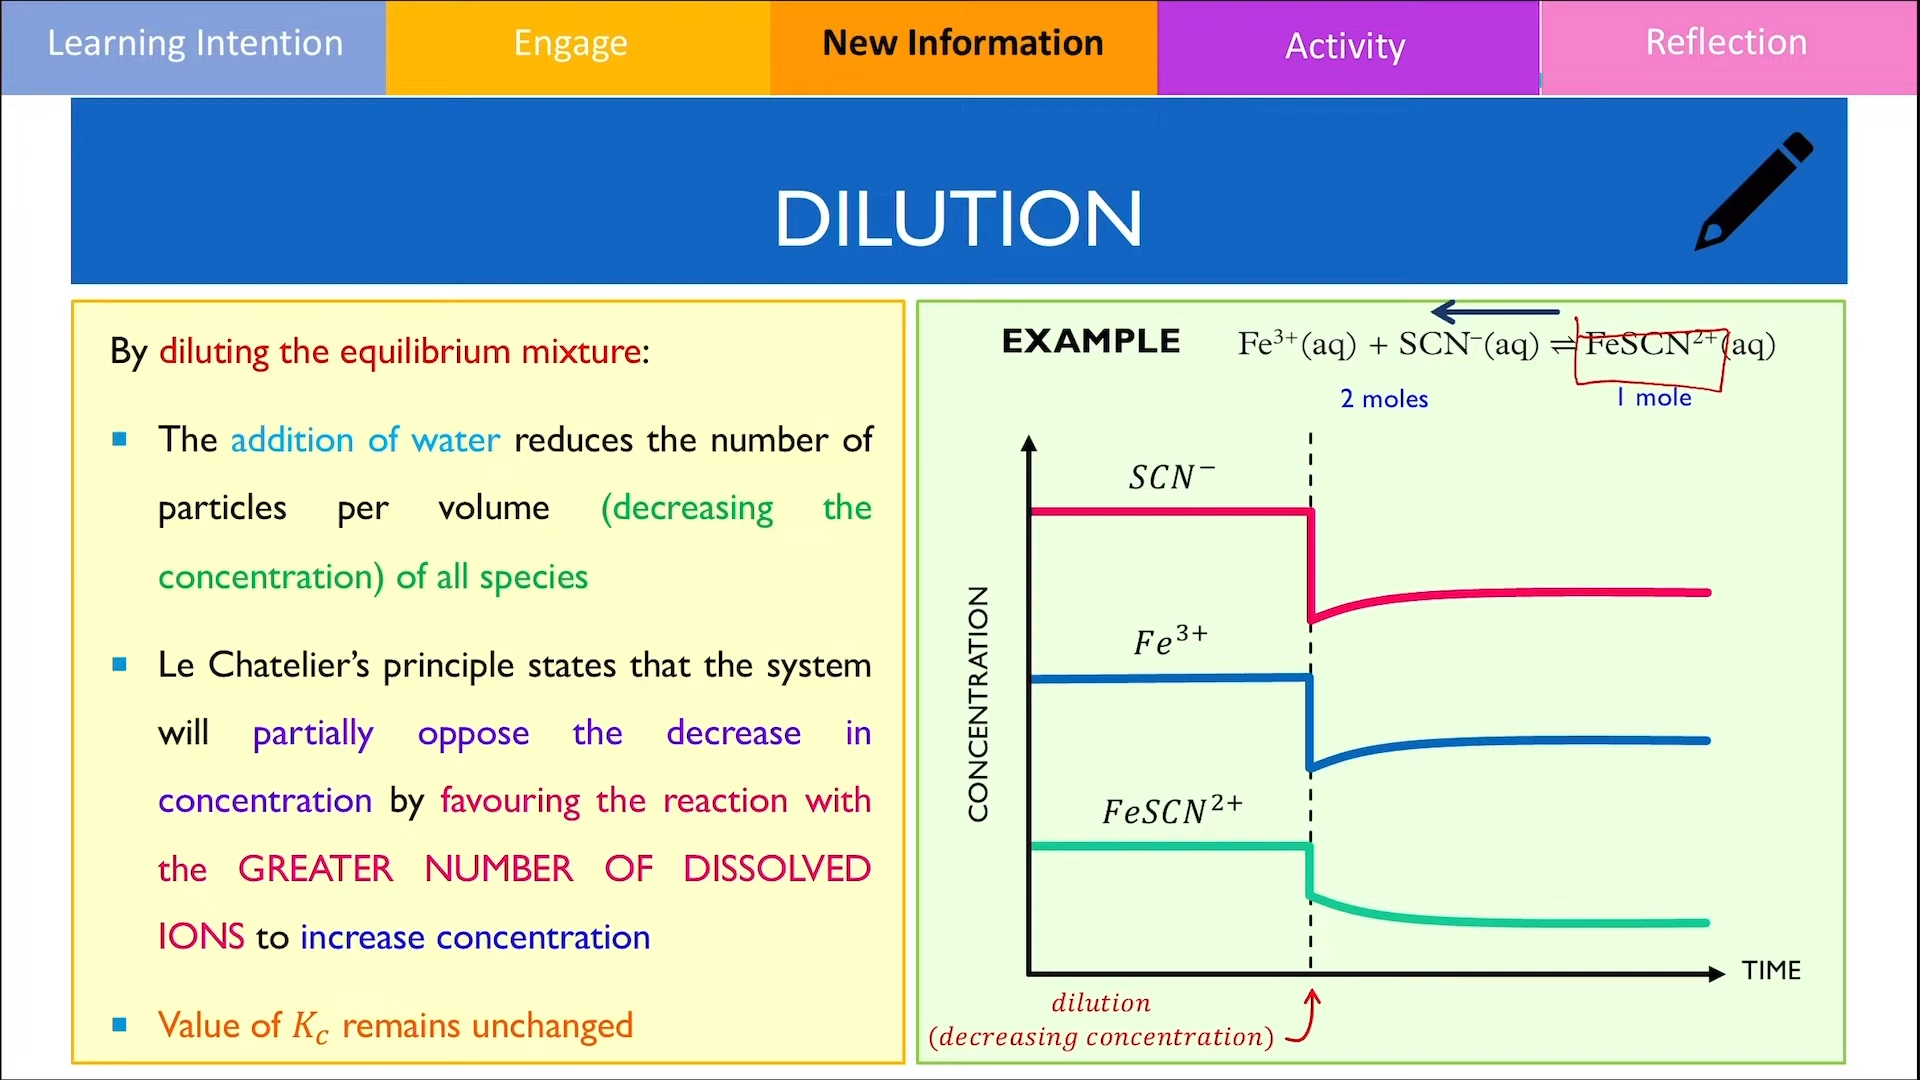 Learning Intention
Engage
New Information
Activity
Reflection
DILUTION
By diluting the equilibrium mixture:
▪ The addition of water reduces the number of
particles per volume (decreasing the
concentration) of all species
▪ Le Chatelier’s principle states that the system
will partially oppose the decrease in
concentration by favouring the reaction with
the GREATER NUMBER OF DISSOLVED
IONS to increase concentration
▪ Value of K꜀ remains unchanged
EXAMPLE Fe³⁺(aq) + SCN⁻(aq) ⇌ FeSCN²⁺(aq)
2 moles 1 mole
SCN⁻
Fe³⁺
FeSCN²⁺
CONCENTRATION
TIME
dilution
(decreasing concentration)